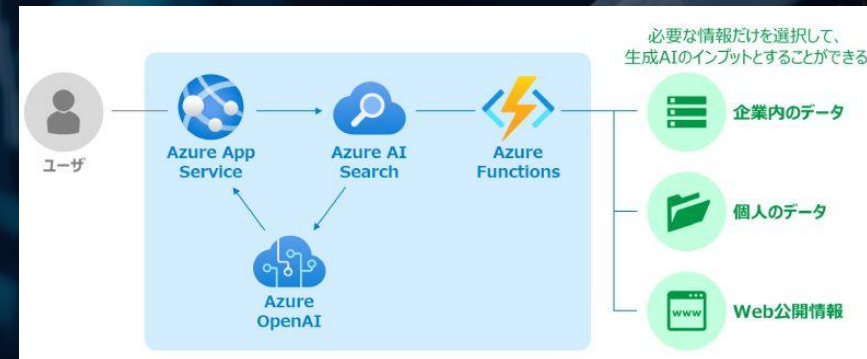 必要な情報だけを選択して、
生成AIのインプットとすることができる
ユーザ
Azure App
Service
Azure AI
Search
Azure
Functions
Azure
OpenAI
企業内のデータ
個人のデータ
www
Web公開情報